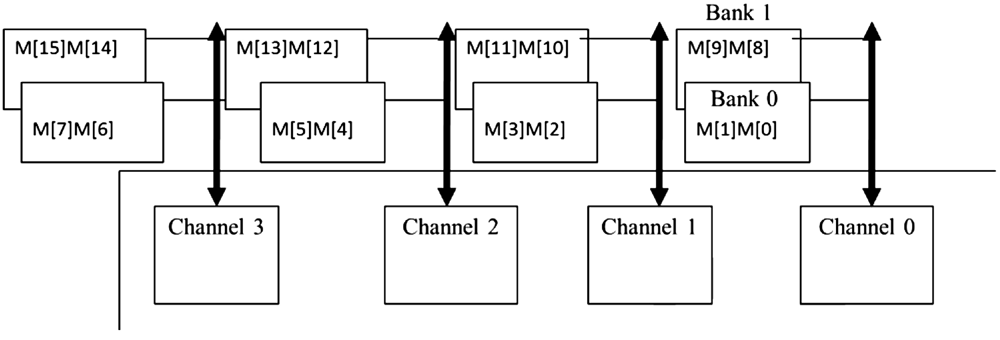 Bank 1
M[15]M[14]
M[13]M[12]
M[11]M[10]
M[9]M[8]
Bank 0
M[7]M[6]
M[5]M[4]
M[3]M[2]
M[1]M[0]
Channel 3
Channel 2
Channel 1
Channel 0